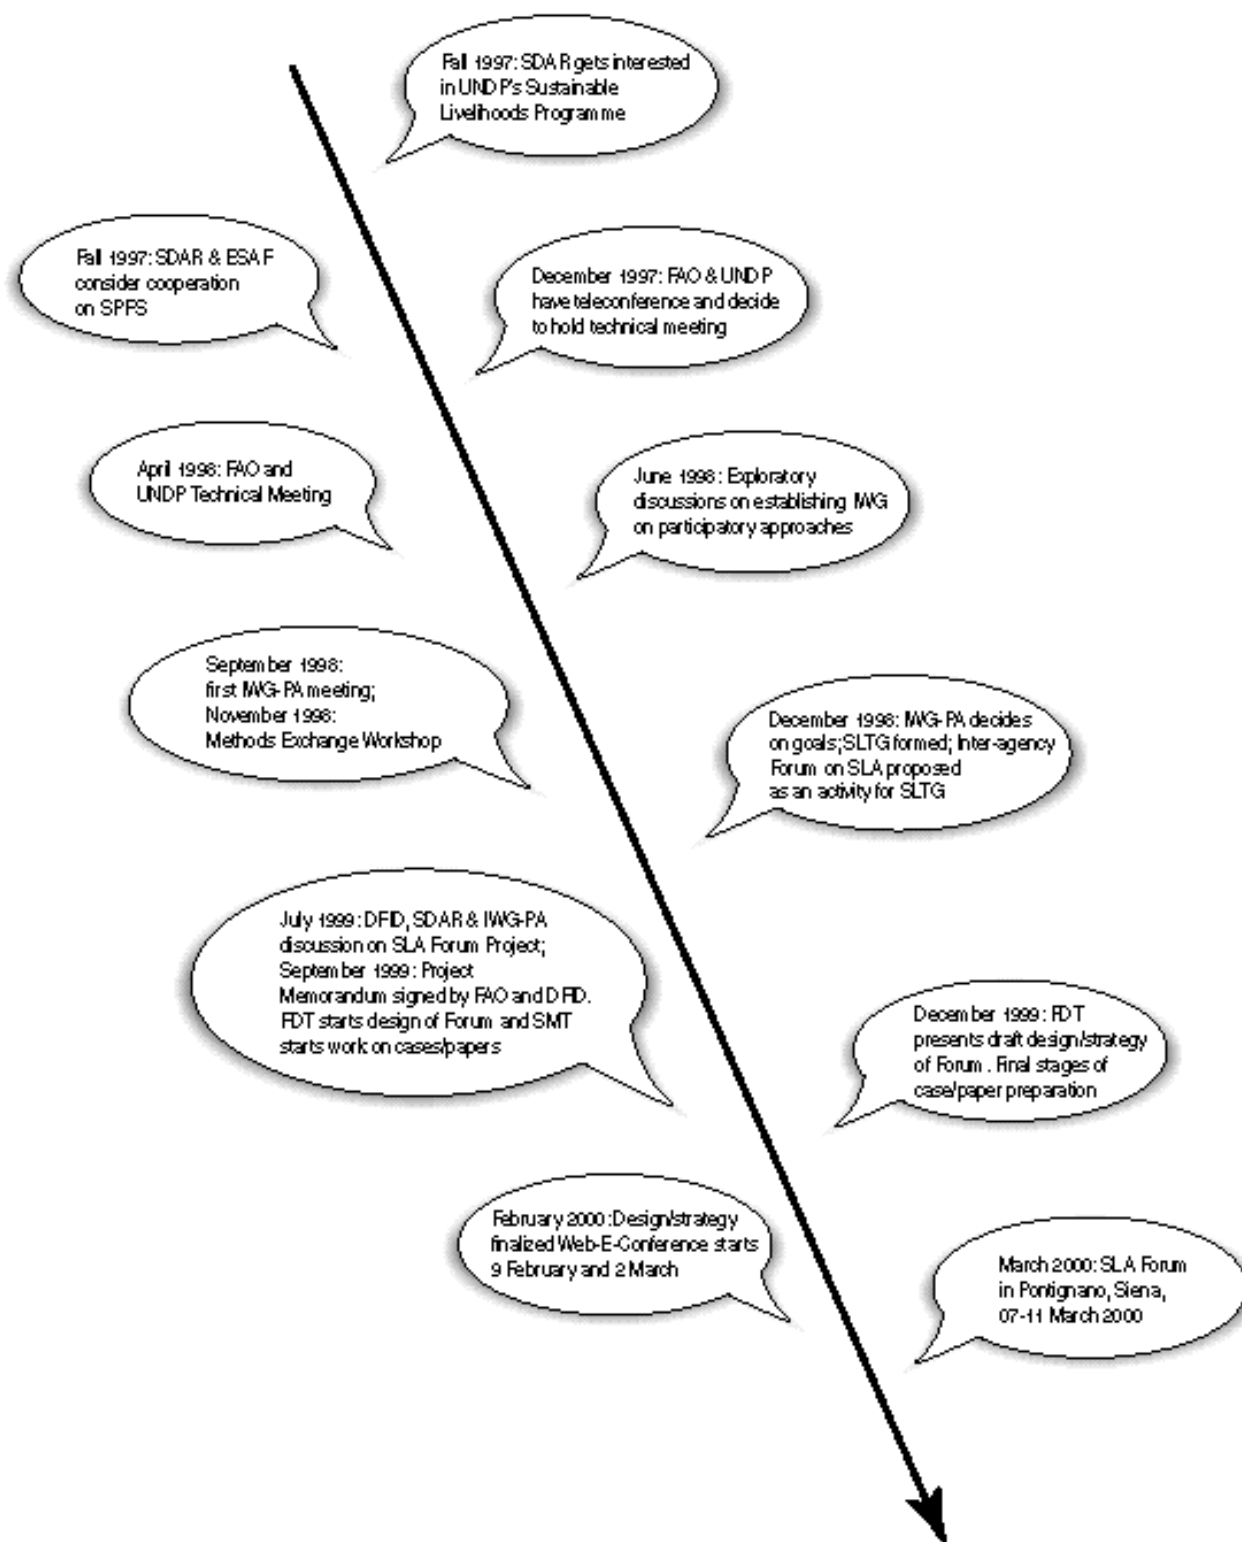 Fall 1997: SDAR gets interested
in UNDP's Sustainable
Livelihoods Programme
Fall 1997: SDAR & ESAF
consider cooperation
on SPFS
December 1997: FAO & UNDP
have teleconference and decide
to hold technical meeting
April 1998: FAO and
UNDP Technical Meeting
June 1998: Exploratory
discussions on establishing IWG
on participatory approaches
September 1998:
first IWG-PA meeting;
November 1998:
Methods Exchange Workshop
December 1998: IWG-PA decides
on goals; SLTG formed; Inter-agency
Forum on SLA proposed
as an activity for SLTG
July 1999: DFID, SDAR & IWG-PA
discussion on SLA Forum Project;
September 1999: Project
Memorandum signed by FAO and DFID.
FDT starts design of Forum and SMT
starts work on cases/papers
December 1999: FDT
presents draft design/strategy
of Forum. Final stages of
case/paper preparation
February 2000: Design/strategy
finalized Web-E-Conference starts
9 February and 2 March
March 2000: SLA Forum
in Pontignano, Siena,
07-11 March 2000